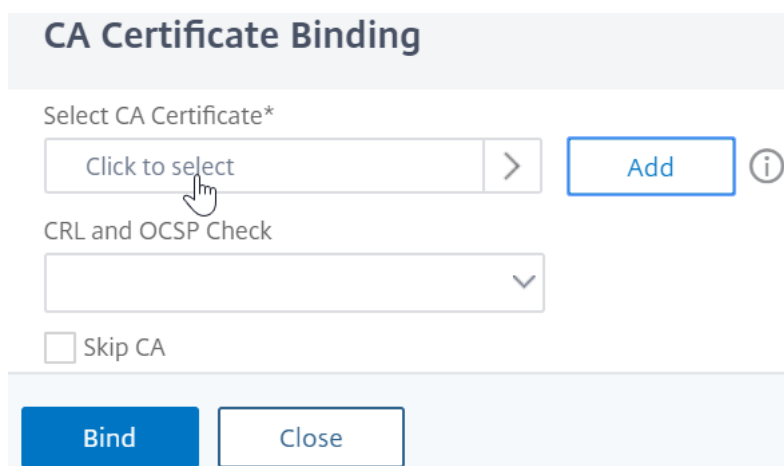 CA Certificate Binding
Select CA Certificate*
Click to select
Add
CRL and OCSP Check
Skip CA
Bind
Close